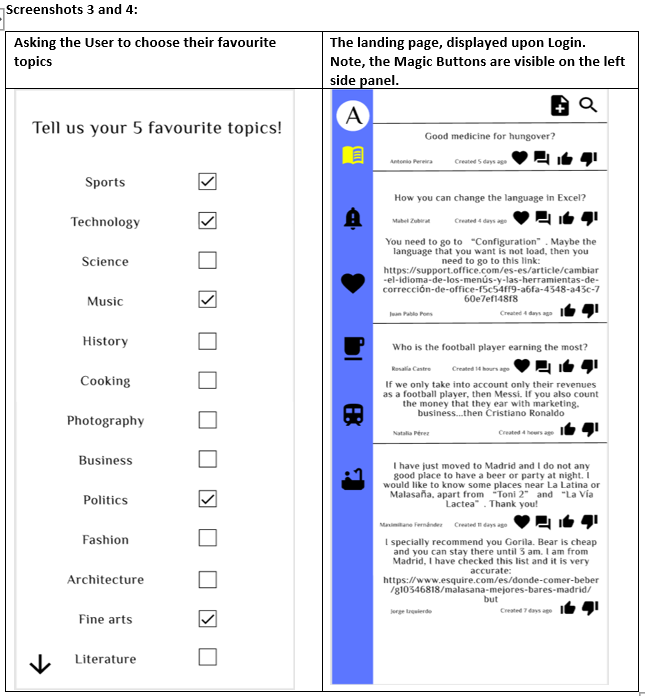 Screenshots 3 and 4:
Asking the User to choose their favourite
topics
The landing page, displayed upon Login.
Note, the Magic Buttons are visible on the left
side panel.
Tell us your 5 favourite topics!
Sports
Technology
Science
Music
History
Cooking
Photography
Business
Politics
Fashion
Architecture
Fine arts
Literature
A
Good medicine for hungover?
Antonio Pereira Created 5 days ago
How you can change the language in Excel?
Mabel Zubirat Created 4 days ago
You need to go to “Configuration” . Maybe the
language that you want is not load, then you
need to go to this link:
https://support.office.com/es-es/article/cambiar
-el-idioma-de-los-menús-y-las-herramientas-de-
corrección-de-office-f5c54ff9-a6fa-4348-a43c-7
60e7ef148f8
Juan Pablo Pons Created 4 days ago
Who is the football player earning the most?
Rosalía Castro Created 14 hours ago
If we only take into account only their revenues
as a football player, then Messi. If you also count
the money that they ear with marketing,
business...then Cristiano Ronaldo
Natalia Pérez Created 4 hours ago
I have just moved to Madrid and I do not any
good place to have a beer or party at night. I
would like to know some places near La Latina or
Malasaña, apart from “Toni 2” and “La Vía
Lactea” . Thank you!
Maximiliano Fernández Created 11 days ago
I specially recommend you Gorila. Bear is cheap
and you can stay there until 3 am. I am from
Madrid, I have checked this list and it is very
accurate:
https://www.esquire.com/es/donde-comer-beber
/g10346818/malasana-mejores-bares-madrid/
but
Jorge Izquierdo Created 7 days ago